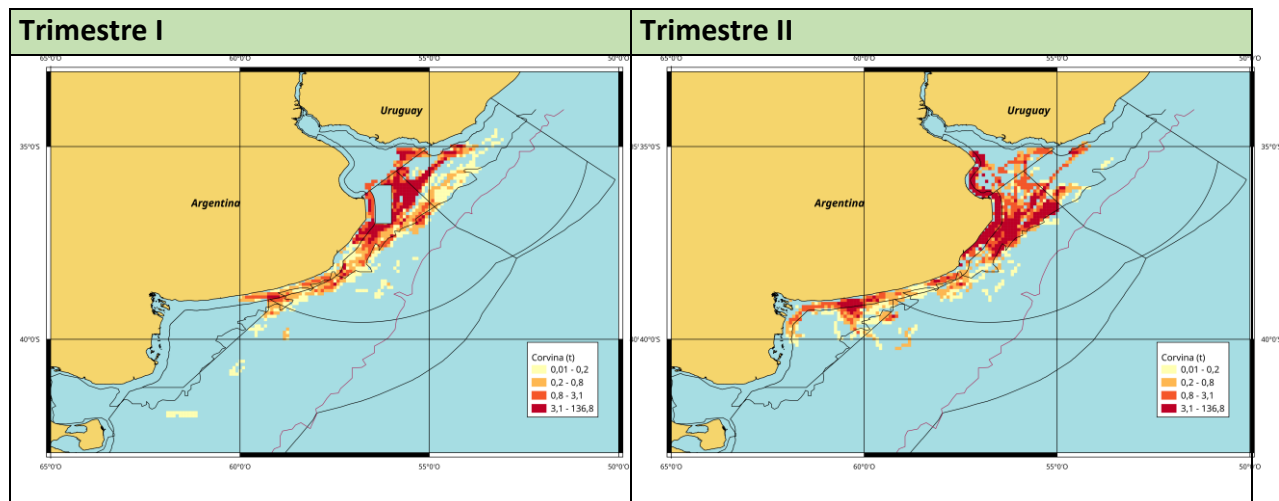 Trimestre I
Trimestre II
65°0'O
60°0'O
55°0'O
50°0'O
65°0'O
60°0'O
55°0'O
50°0'O
Uruguay
Uruguay
35°0'S
35°0'S
35°0'S
Argentina
Argentina
40°0'S
40°0'S
40°0'S
Corvina (t)
0,01 - 0,2
0,2 - 0,8
0,8 - 3,1
3,1 - 136,8
Corvina (t)
0,01 - 0,2
0,2 - 0,8
0,8 - 3,1
3,1 - 136,8
65°0'O
60°0'O
55°0'O
50°0'O
65°0'O
60°0'O
55°0'O
50°0'O